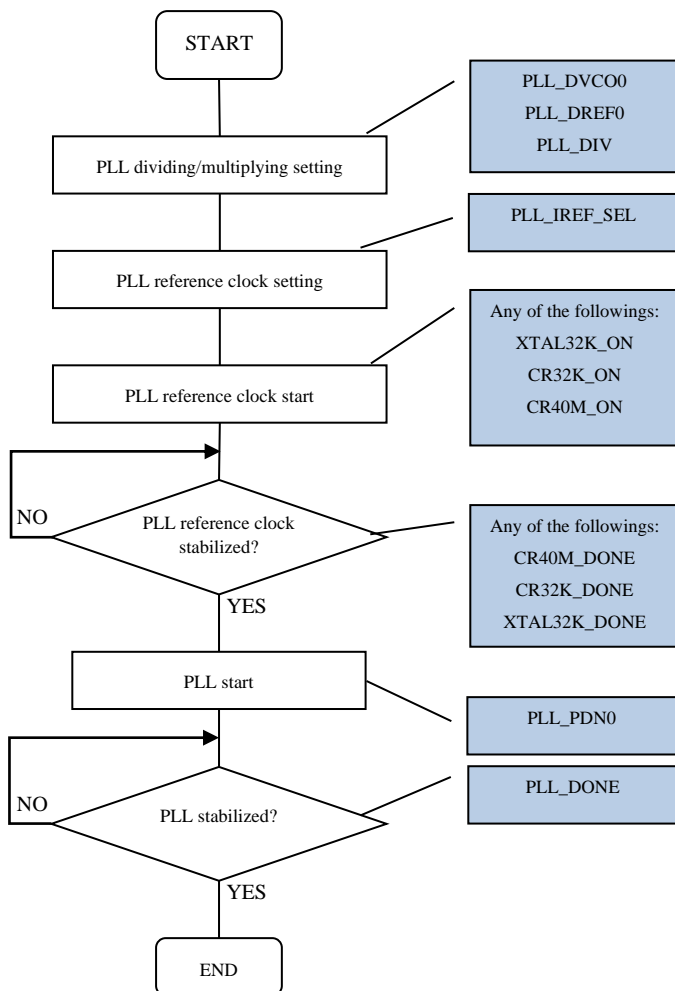 START
PLL_DVCO0
PLL_DREF0
PLL_DIV
PLL dividing/multiplying setting
PLL_IREF_SEL
PLL reference clock setting
Any of the followings:
XTAL32K_ON
CR32K_ON
CR40M_ON
PLL reference clock start
NO
PLL reference clock
stabilized?
Any of the followings:
CR40M_DONE
CR32K_DONE
XTAL32K_DONE
YES
PLL start
PLL_PDN0
NO
PLL stabilized?
PLL_DONE
YES
END